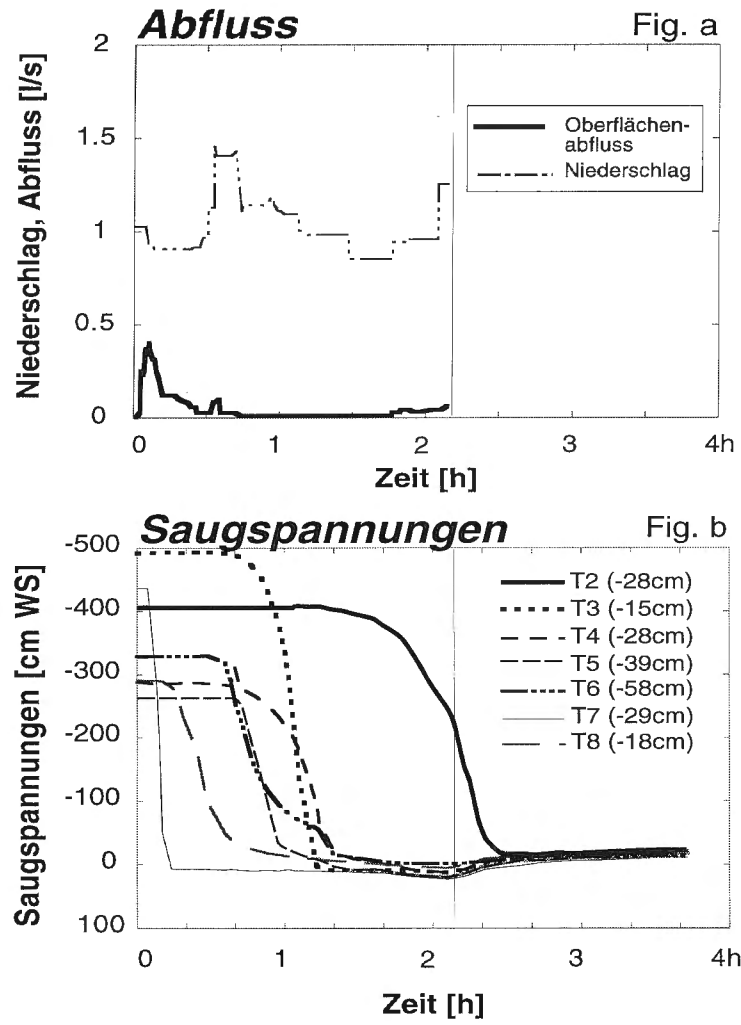 Abfluss
Fig. a
Niederschlag, Abfluss [l/s]
2
1.5
1
0.5
0
Oberflächen-
abfluss
Niederschlag
0
1
2
3
4h
Zeit [h]
Saugspannungen
Fig. b
Saugspannungen [cm WS]
-500
-400
-300
-200
-100
0
100
T2 (-28cm)
T3 (-15cm)
T4 (-28cm)
T5 (-39cm)
T6 (-58cm)
T7 (-29cm)
T8 (-18cm)
0
1
2
3
4h
Zeit [h]